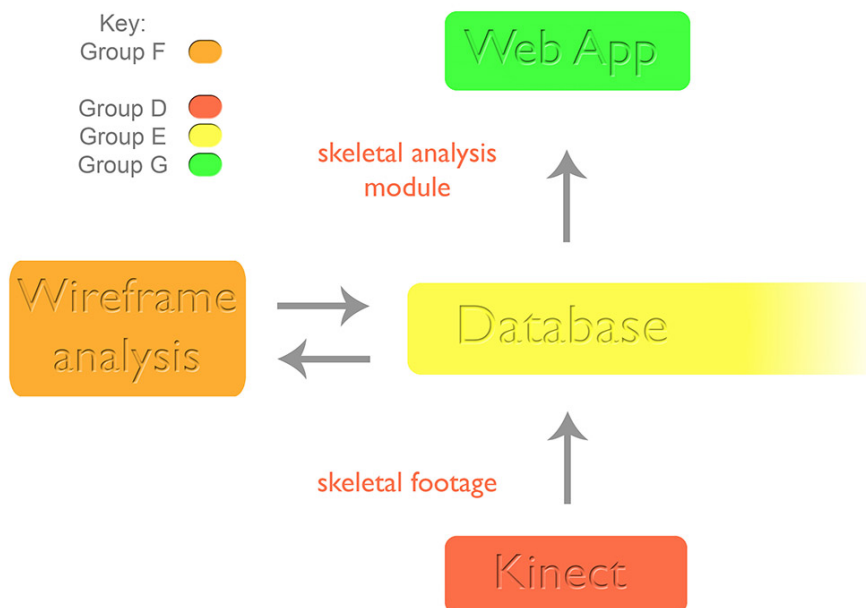 Key:
Group F
Group D
Group E
Group G
Web App
skeletal analysis
module
Wireframe
analysis
Database
skeletal footage
Kinect